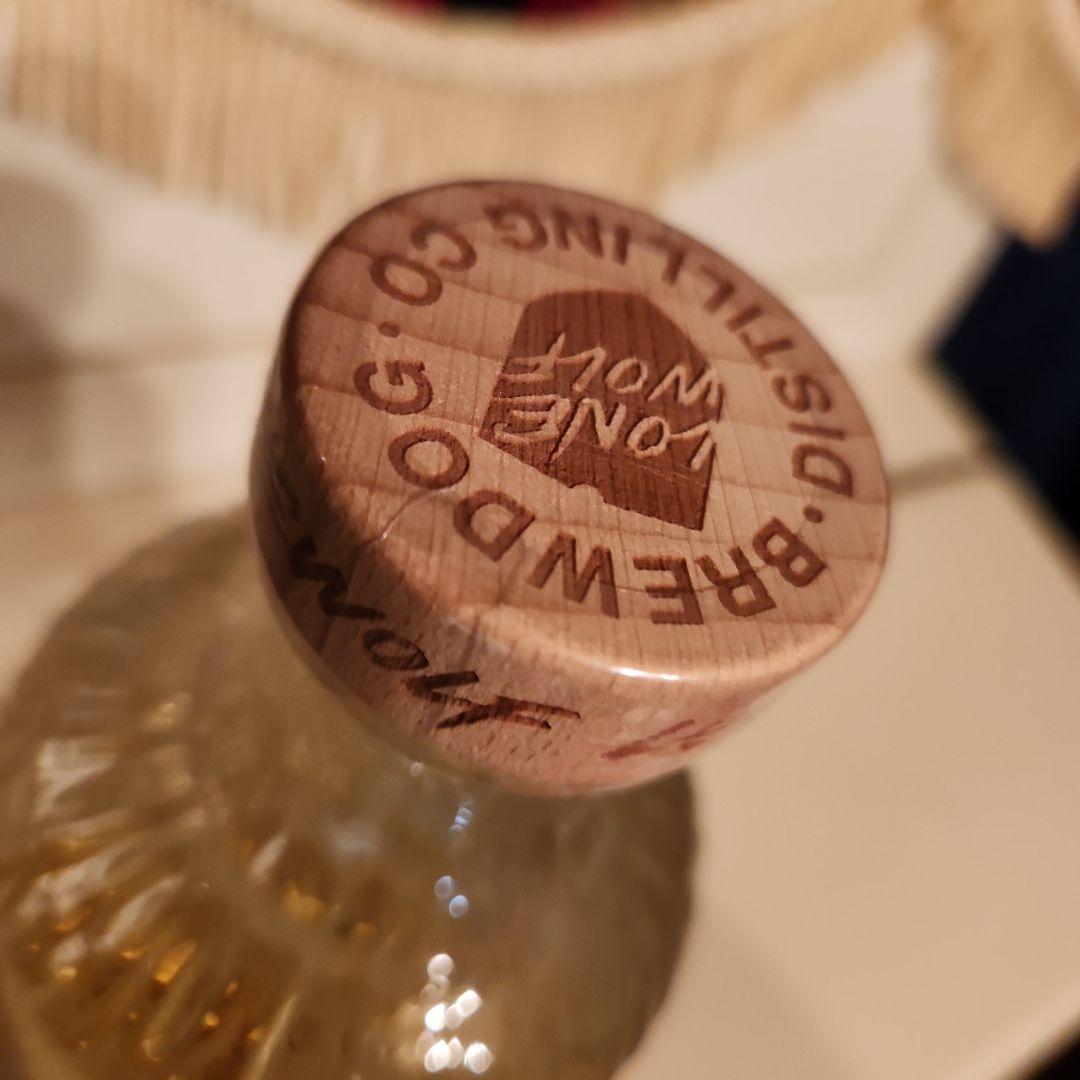 BREWDOG · DISTILLING CO ·
LONE
WOLF
WOLF